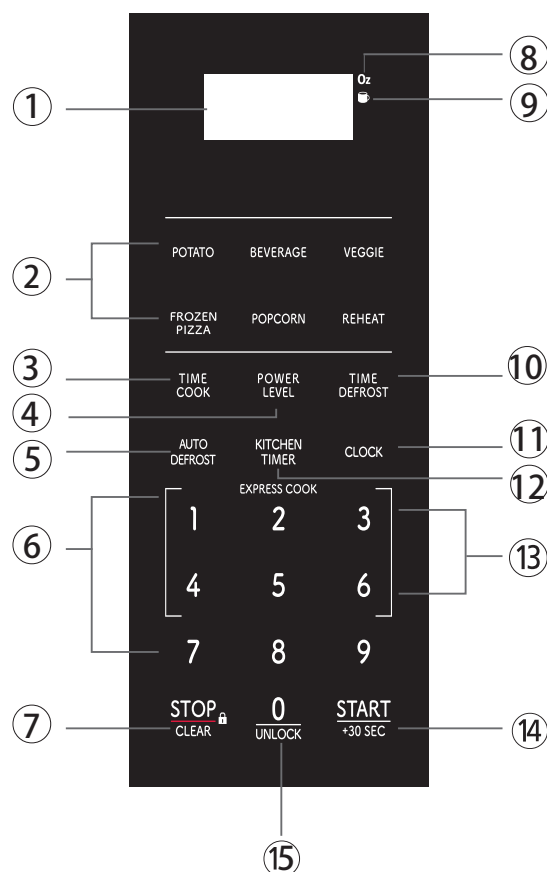 ⑧
Oz
① ⑨
② POTATO BEVERAGE VEGGIE
FROZEN PIZZA POPCORN REHEAT
③ ⑩
TIME COOK POWER LEVEL TIME DEFROST
④
⑤ AUTO DEFROST KITCHEN TIMER CLOCK ⑪
⑫
EXPRESS COOK
⑥ 1 2 3 ⑬
4 5 6
7 8 9
⑦ STOP 0 START ⑭
CLEAR UNLOCK +30 SEC
⑮